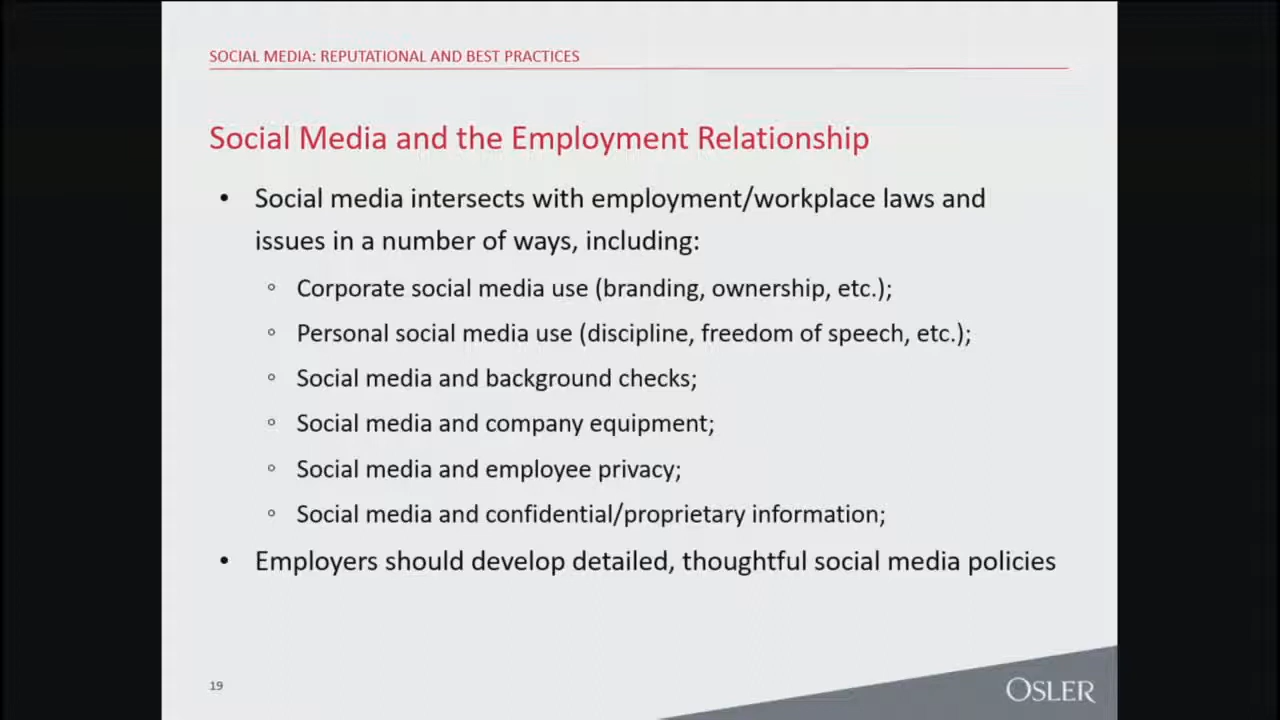 SOCIAL MEDIA: REPUTATIONAL AND BEST PRACTICES
Social Media and the Employment Relationship
• Social media intersects with employment/workplace laws and
issues in a number of ways, including:
◦ Corporate social media use (branding, ownership, etc.);
◦ Personal social media use (discipline, freedom of speech, etc.);
◦ Social media and background checks;
◦ Social media and company equipment;
◦ Social media and employee privacy;
◦ Social media and confidential/proprietary information;
• Employers should develop detailed, thoughtful social media policies
19
OSLER